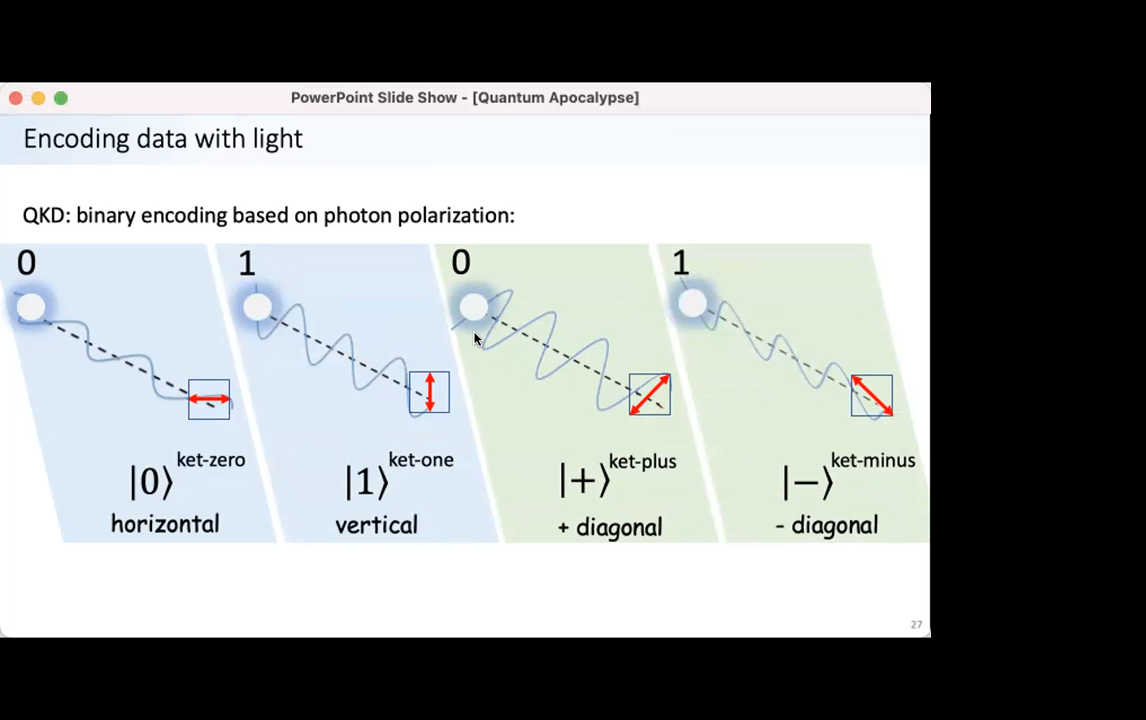 PowerPoint Slide Show - [Quantum Apocalypse]
Encoding data with light
QKD: binary encoding based on photon polarization:
0 1 0 1
|0⟩ ket-zero |1⟩ ket-one |+⟩ ket-plus |−⟩ ket-minus
horizontal vertical + diagonal - diagonal
27